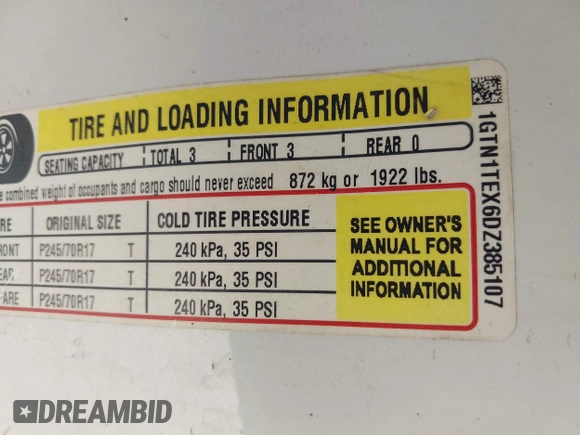 TIRE AND LOADING INFORMATION
SEATING CAPACITY TOTAL 3 FRONT 3 REAR 0
combined weight of occupants and cargo should never exceed 872 kg or 1922 lbs.
ORIGINAL SIZE COLD TIRE PRESSURE
P245/70R17 T 240 kPa, 35 PSI
P245/70R17 T 240 kPa, 35 PSI
P245/70R17 T 240 kPa, 35 PSI
SEE OWNER'S
MANUAL FOR
ADDITIONAL
INFORMATION
1GTN1TEX6DZ385107
DREAMBID